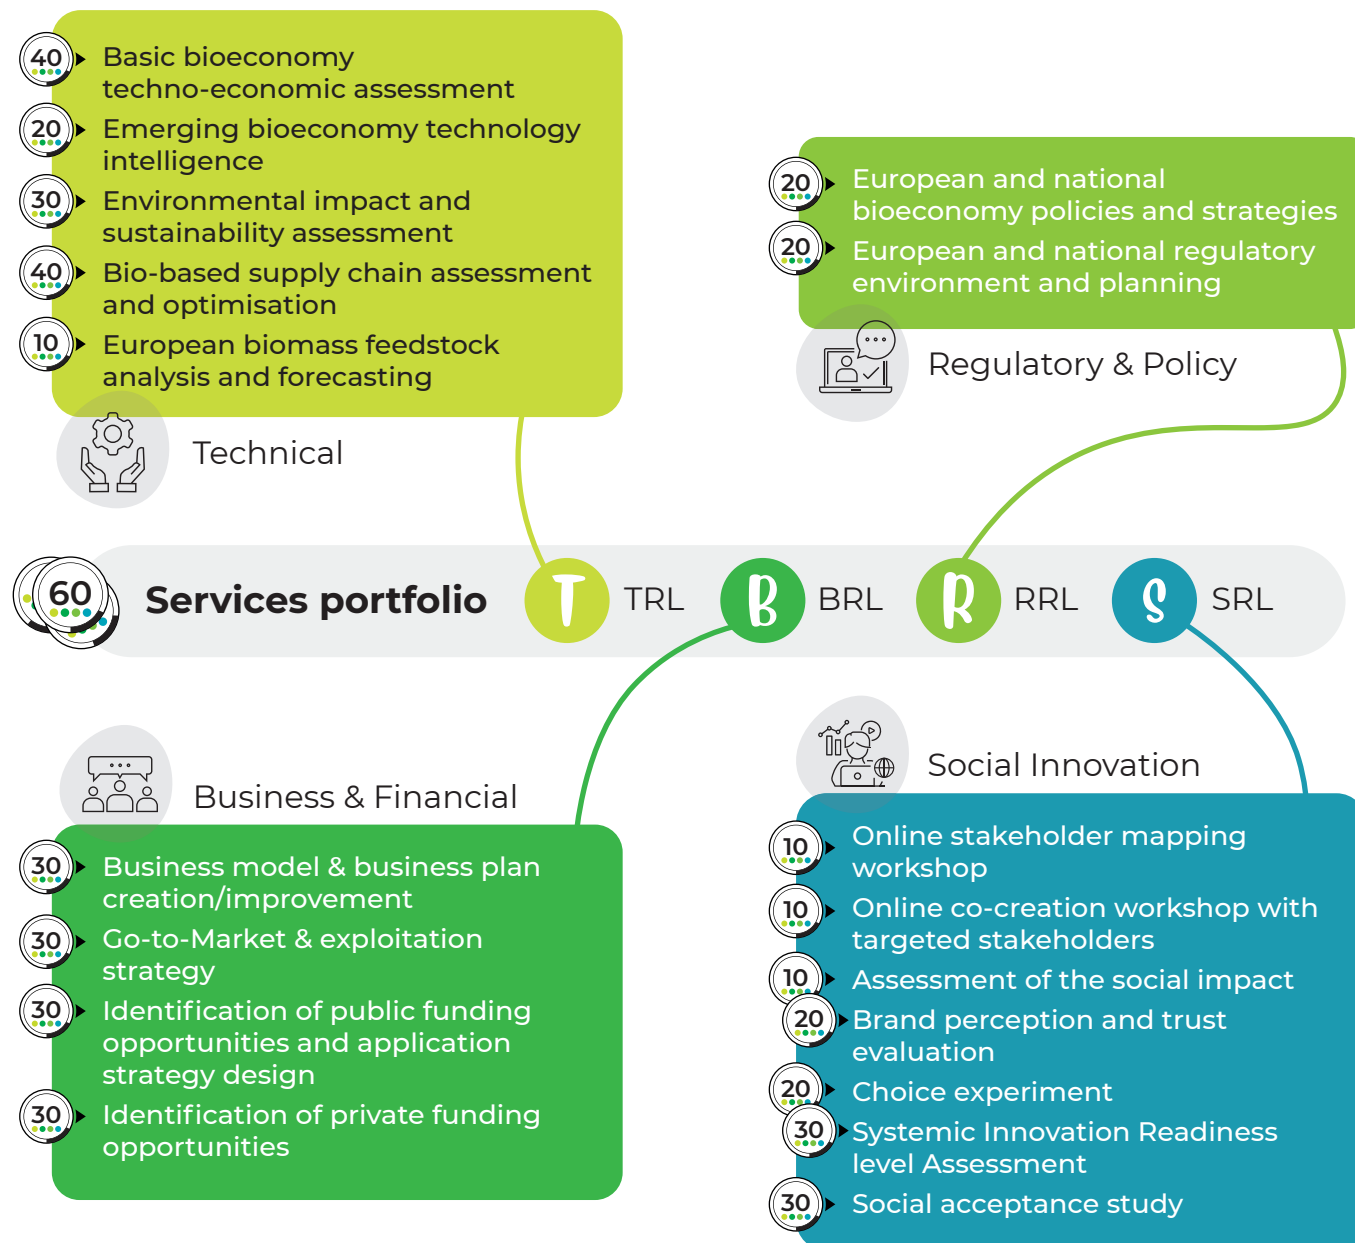 40 Basic bioeconomy
techno-economic assessment
20 Emerging bioeconomy technology
intelligence
30 Environmental impact and
sustainability assessment
40 Bio-based supply chain assessment
and optimisation
10 European biomass feedstock
analysis and forecasting
Technical
20 European and national
bioeconomy policies and strategies
20 European and national regulatory
environment and planning
Regulatory & Policy
60 Services portfolio T TRL B BRL R RRL S SRL
Business & Financial
30 Business model & business plan
creation/improvement
30 Go-to-Market & exploitation
strategy
30 Identification of public funding
opportunities and application
strategy design
30 Identification of private funding
opportunities
Social Innovation
10 Online stakeholder mapping
workshop
10 Online co-creation workshop with
targeted stakeholders
10 Assessment of the social impact
20 Brand perception and trust
evaluation
20 Choice experiment
30 Systemic Innovation Readiness
level Assessment
30 Social acceptance study